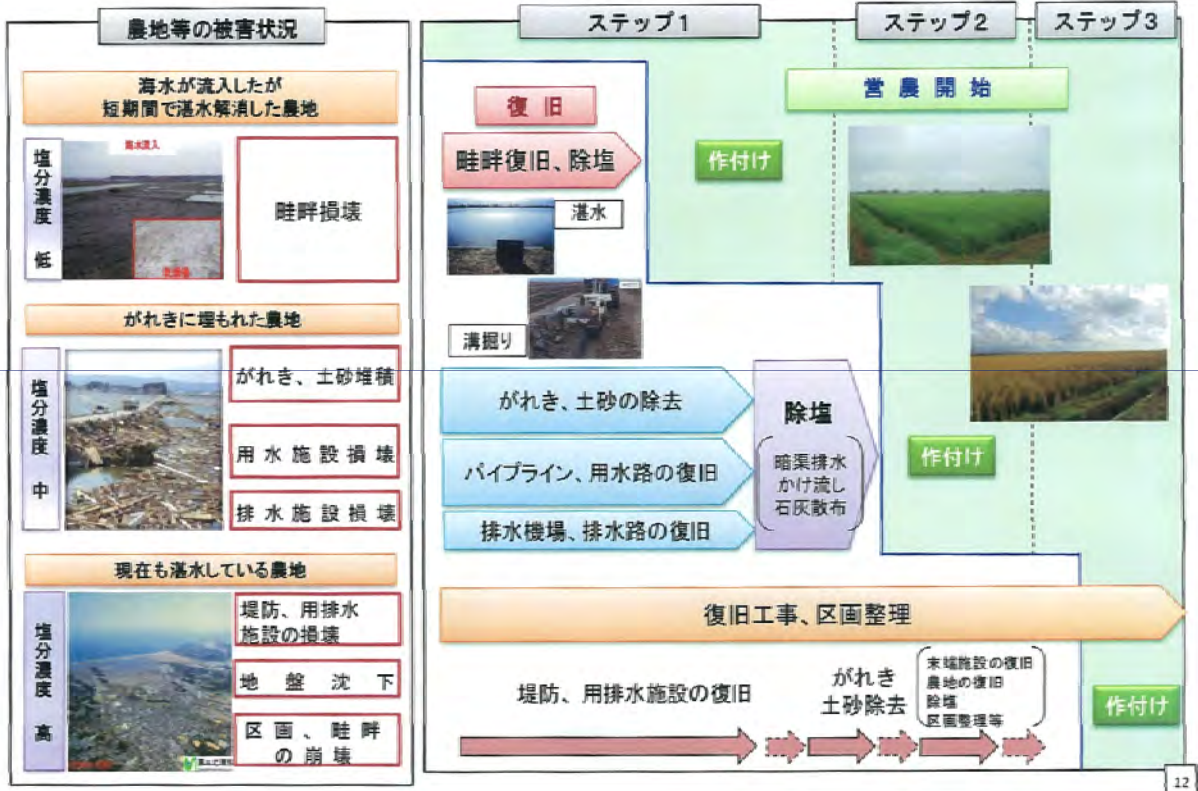 農地等の被害状況
海水が流入したが
短期間で湛水解消した農地
塩分濃度 低
海水流入
畦畔損壊
がれきに埋もれた農地
塩分濃度 中
がれき、土砂堆積
用水施設損壊
排水施設損壊
現在も湛水している農地
塩分濃度 高
堤防、用排水
施設の損壊
地盤沈下
区画、畦畔
の崩壊
ステップ1
ステップ2
ステップ3
復旧
畦畔復旧、除塩
湛水
溝掘り
作付け
営農開始
がれき、土砂の除去
パイプライン、用水路の復旧
排水機場、排水路の復旧
除塩
暗渠排水
かけ流し
石灰散布
作付け
復旧工事、区画整理
堤防、用排水施設の復旧
がれき
土砂除去
末端施設の復旧
農地の復旧
除塩
区画整理等
作付け
12